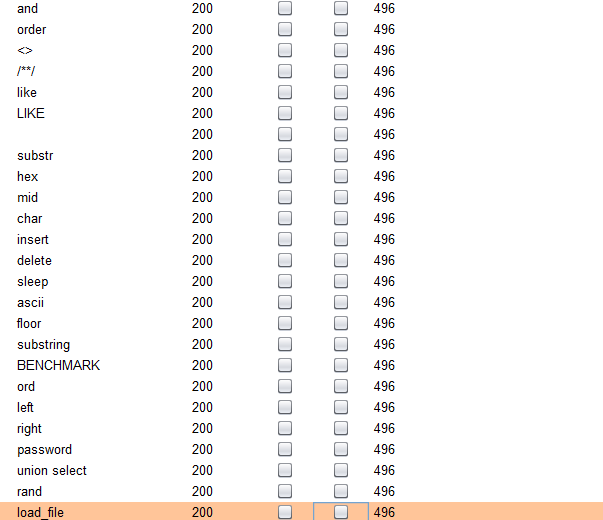 and 200 496
order 200 496
<> 200 496
/**/ 200 496
like 200 496
LIKE 200 496
200 496
substr 200 496
hex 200 496
mid 200 496
char 200 496
insert 200 496
delete 200 496
sleep 200 496
ascii 200 496
floor 200 496
substring 200 496
BENCHMARK 200 496
ord 200 496
left 200 496
right 200 496
password 200 496
union select 200 496
rand 200 496
load_file 200 496